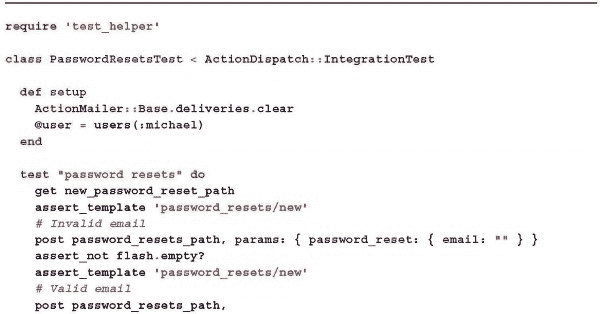 require 'test_helper'
class PasswordResetsTest < ActionDispatch::IntegrationTest
def setup
ActionMailer::Base.deliveries.clear
@user = users(:michael)
end
test "password resets" do
get new_password_reset_path
assert_template 'password_resets/new'
# Invalid email
post password_resets_path, params: { password_reset: { email: "" } }
assert_not flash.empty?
assert_template 'password_resets/new'
# Valid email
post password_resets_path,